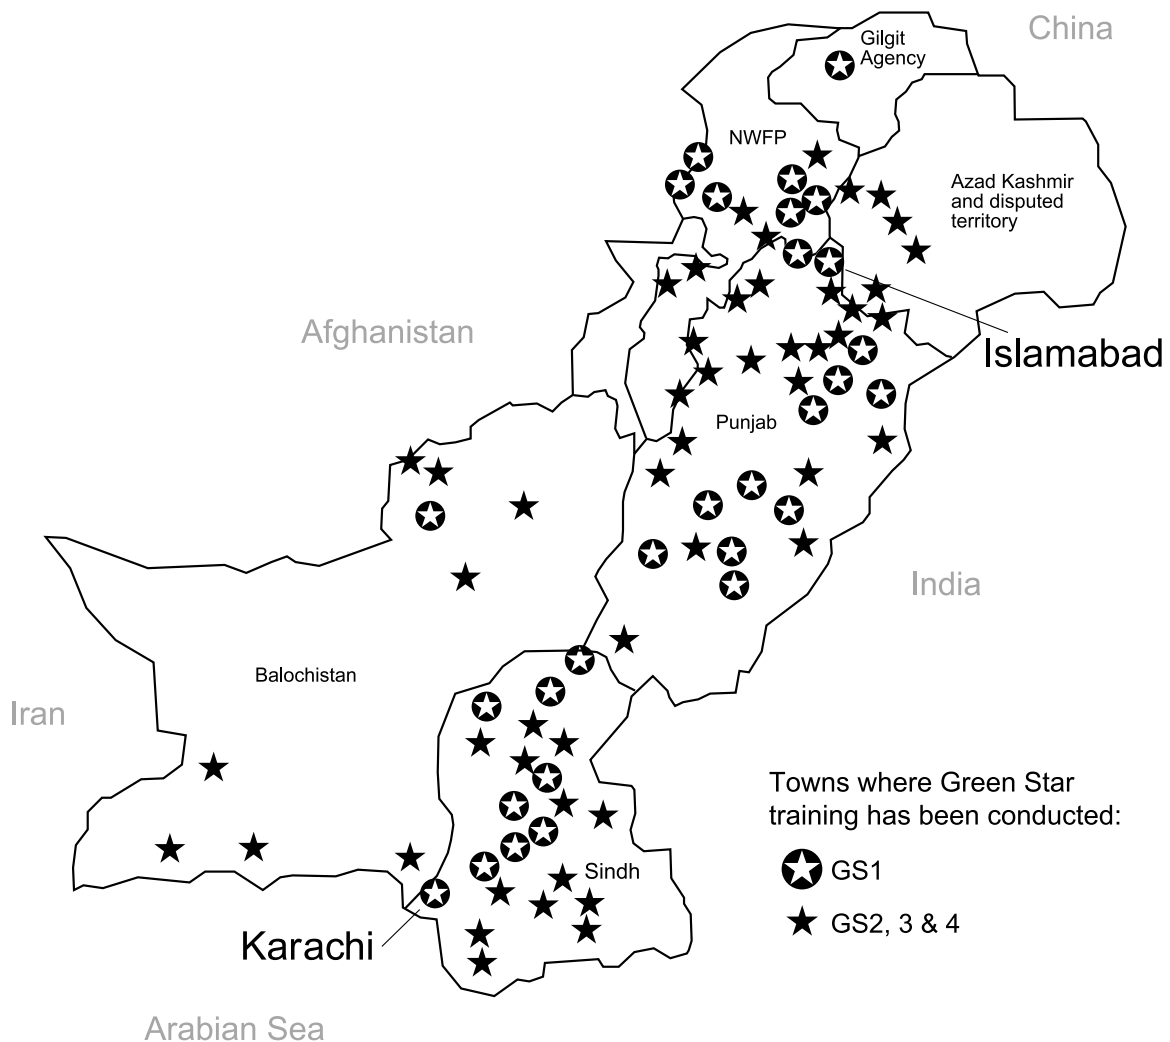 China
Gilgit
Agency
NWFP
Azad Kashmir
and disputed
territory
Afghanistan
Islamabad
Punjab
India
Balochistan
Iran
Towns where Green Star
training has been conducted:
GS1
Sindh
GS2, 3 & 4
Karachi
Arabian Sea